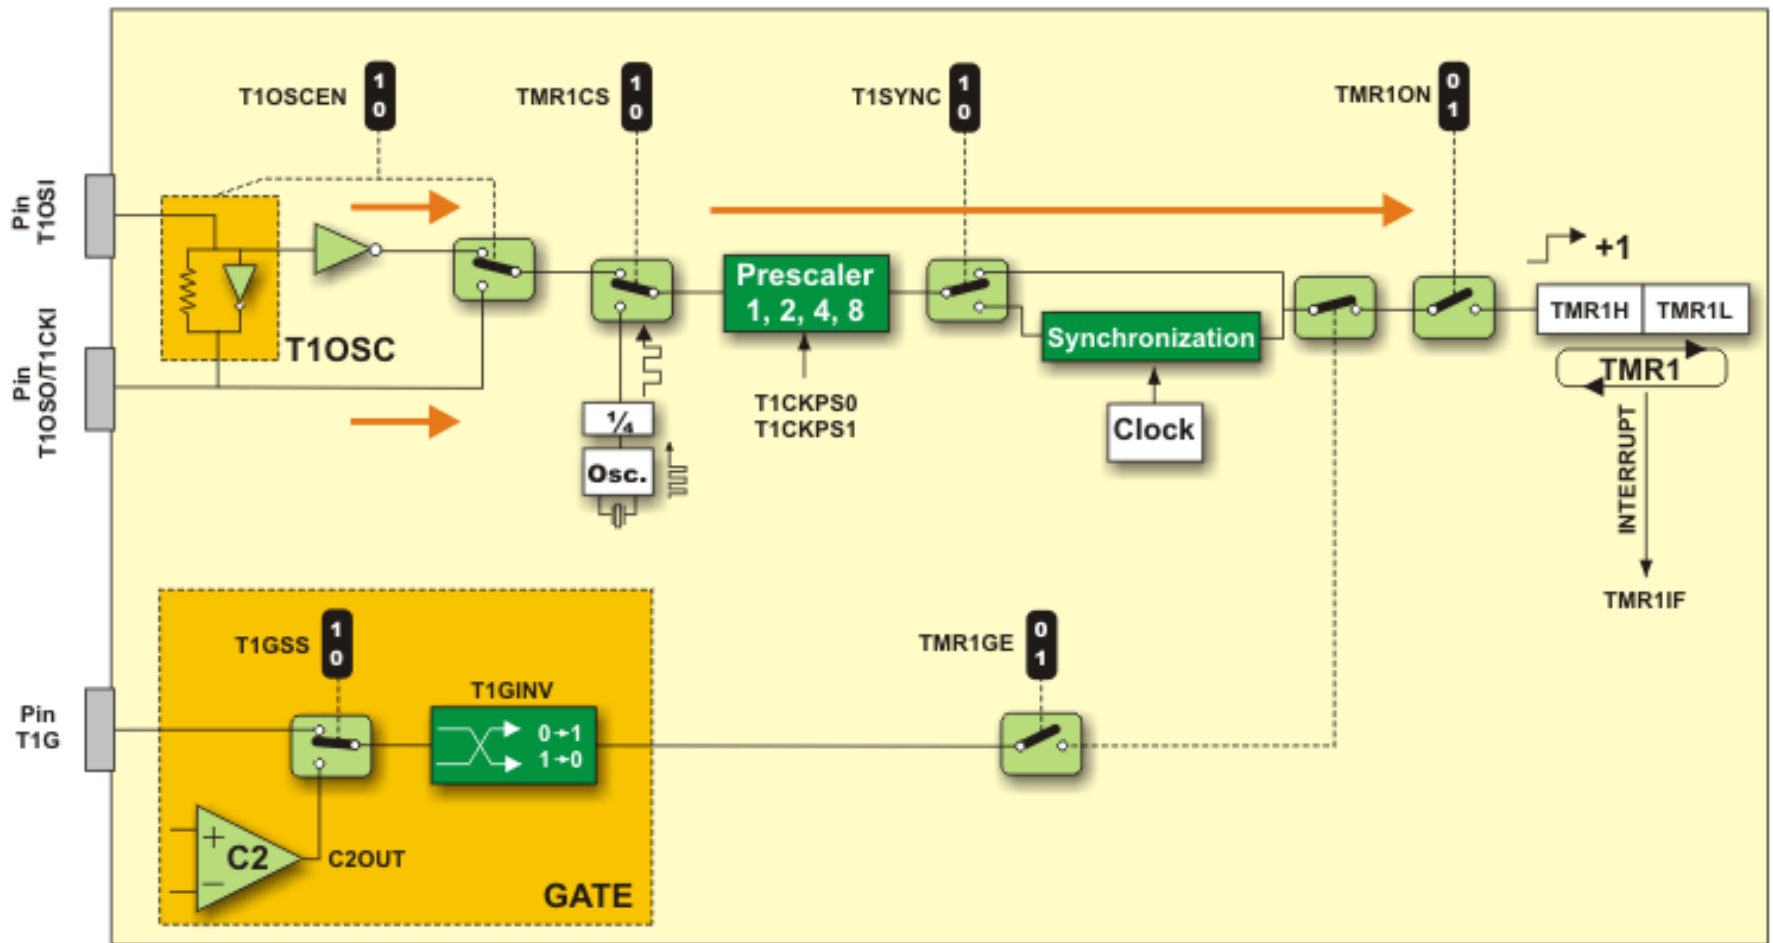 T1OSCEN
1
0
TMR1CS
1
0
T1SYNC
1
0
TMR1ON
0
1
Pin
T1OSI
T1OSC
Pin
T1OSO/T1CKI
Prescaler
1, 2, 4, 8
T1CKPS0
T1CKPS1
¼
Osc.
Synchronization
Clock
+1
TMR1H TMR1L
TMR1
INTERRUPT
TMR1IF
T1GSS
1
0
T1GINV
0→1
1→0
TMR1GE
0
1
Pin
T1G
+
C2
−
C2OUT
GATE